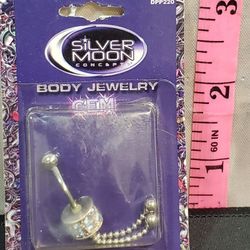 DPP220
SILVER
MOON
CONCEPTS
BODY JEWELRY
GEM
1
2
3
60 IN